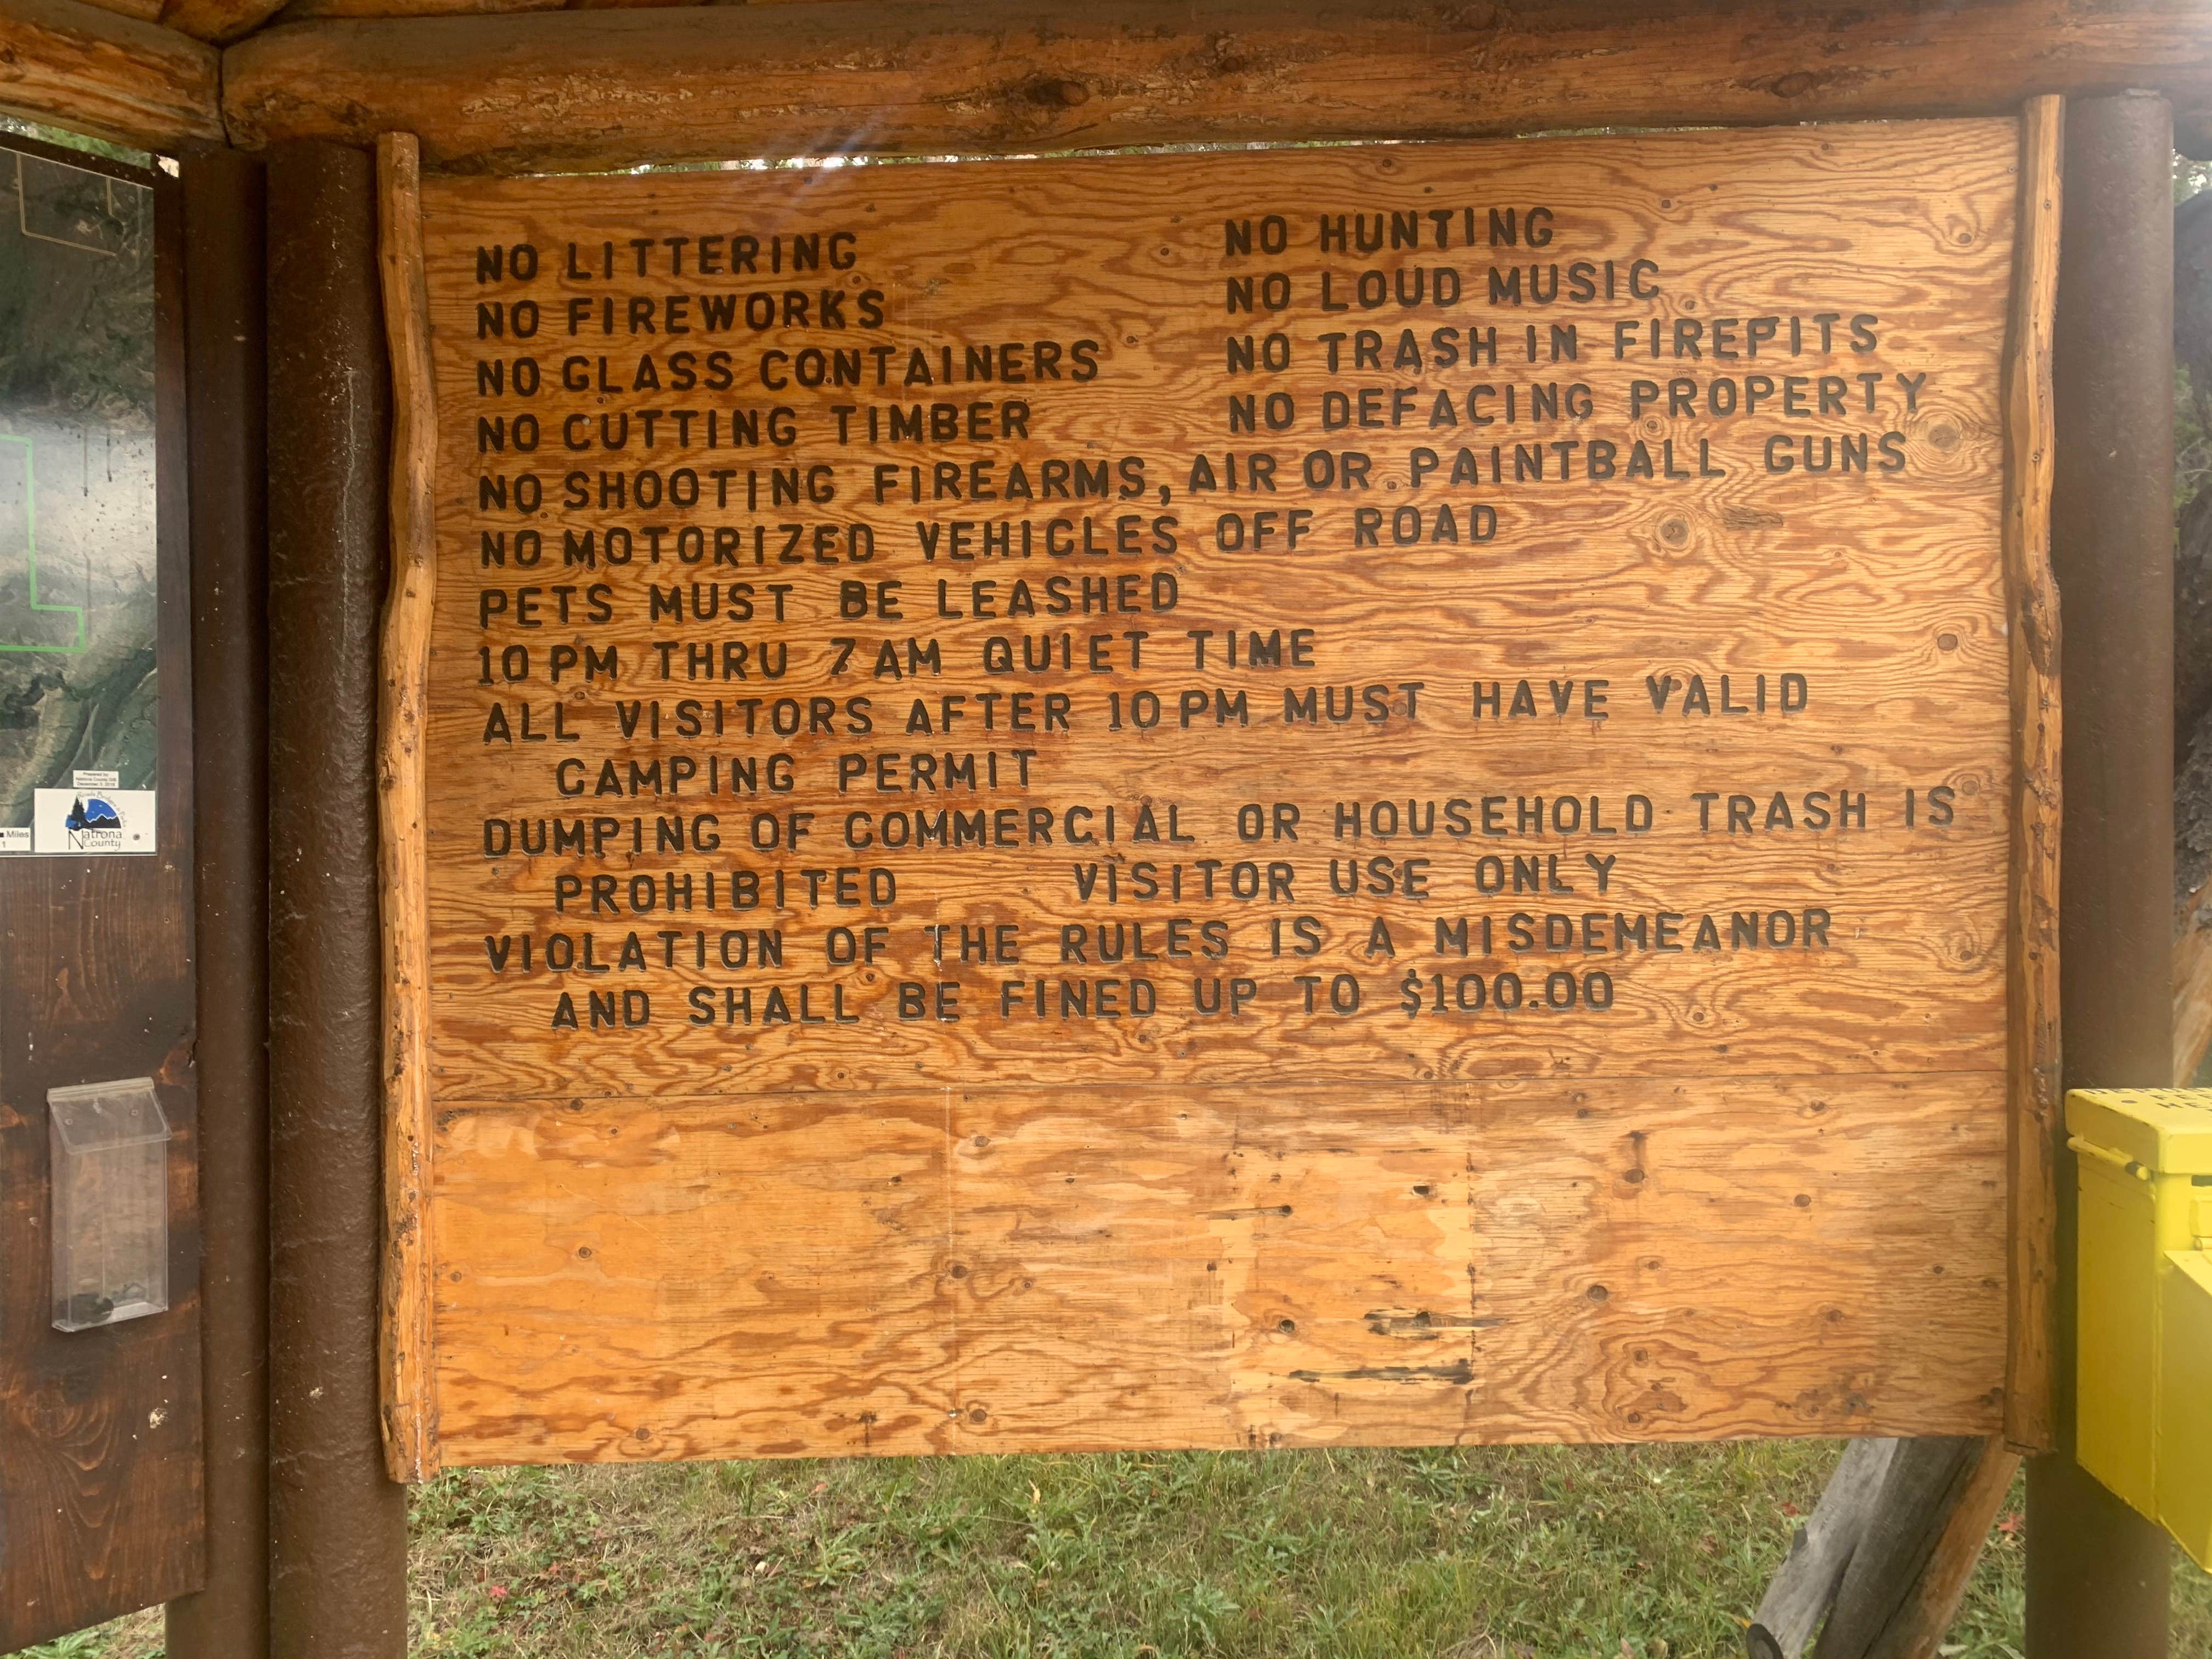 NO LITTERING
NO FIREWORKS
NO GLASS CONTAINERS
NO CUTTING TIMBER
NO HUNTING
NO LOUD MUSIC
NO TRASH IN FIREPITS
NO DEFACING PROPERTY
NO SHOOTING FIREARMS, AIR OR PAINTBALL GUNS
NO MOTORIZED VEHICLES OFF ROAD
PETS MUST BE LEASHED
10 PM THRU 7 AM QUIET TIME
ALL VISITORS AFTER 10 PM MUST HAVE VALID
CAMPING PERMIT
DUMPING OF COMMERCIAL OR HOUSEHOLD TRASH IS
PROHIBITED VISITOR USE ONLY
VIOLATION OF THE RULES IS A MISDEMEANOR
AND SHALL BE FINED UP TO $100.00
Miles
1
Natrona
County